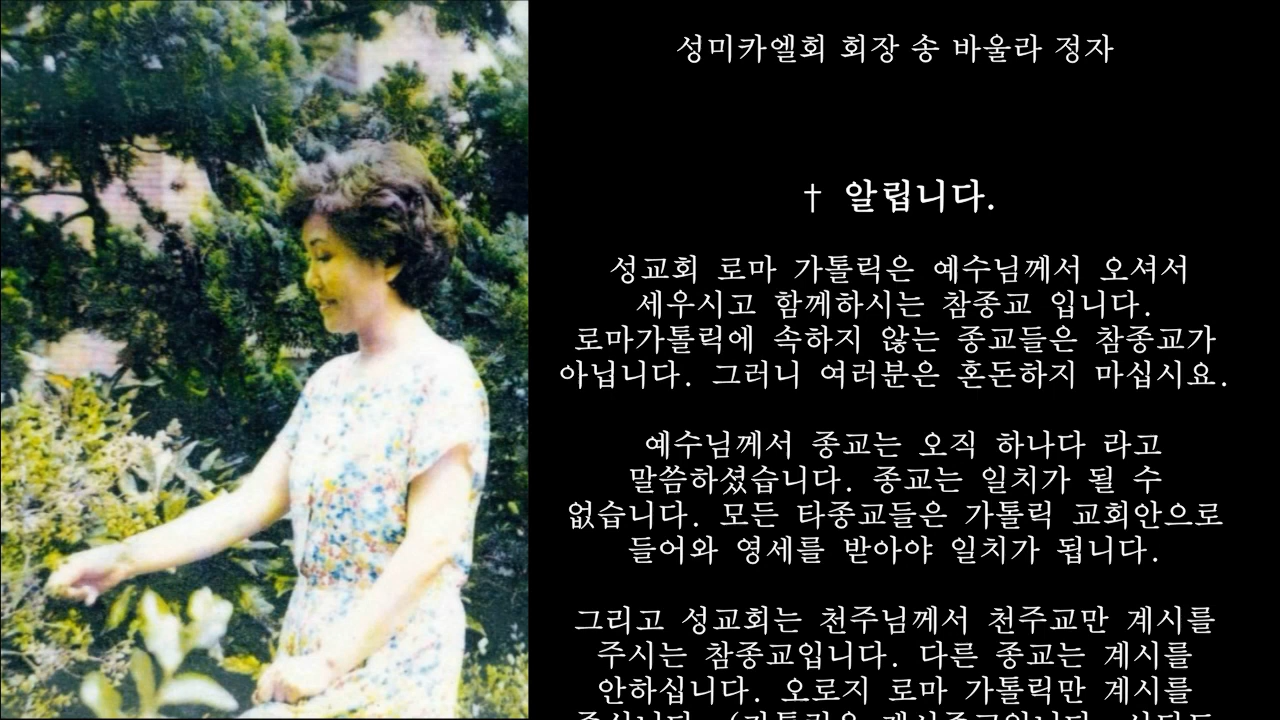 성미카엘회 회장 송 바울라 정자
† 알립니다.
성교회 로마 가톨릭은 예수님께서 오셔서
세우시고 함께하시는 참종교 입니다.
로마가톨릭에 속하지 않는 종교들은 참종교가
아닙니다. 그러니 여러분은 혼돈하지 마십시요.
예수님께서 종교는 오직 하나다 라고
말씀하셨습니다. 종교는 일치가 될 수
없습니다. 모든 타종교들은 가톨릭 교회안으로
들어와 영세를 받아야 일치가 됩니다.
그리고 성교회는 천주님께서 천주교만 계시를
주시는 참종교입니다. 다른 종교는 계시를
안하십니다. 오로지 로마 가톨릭만 계시를